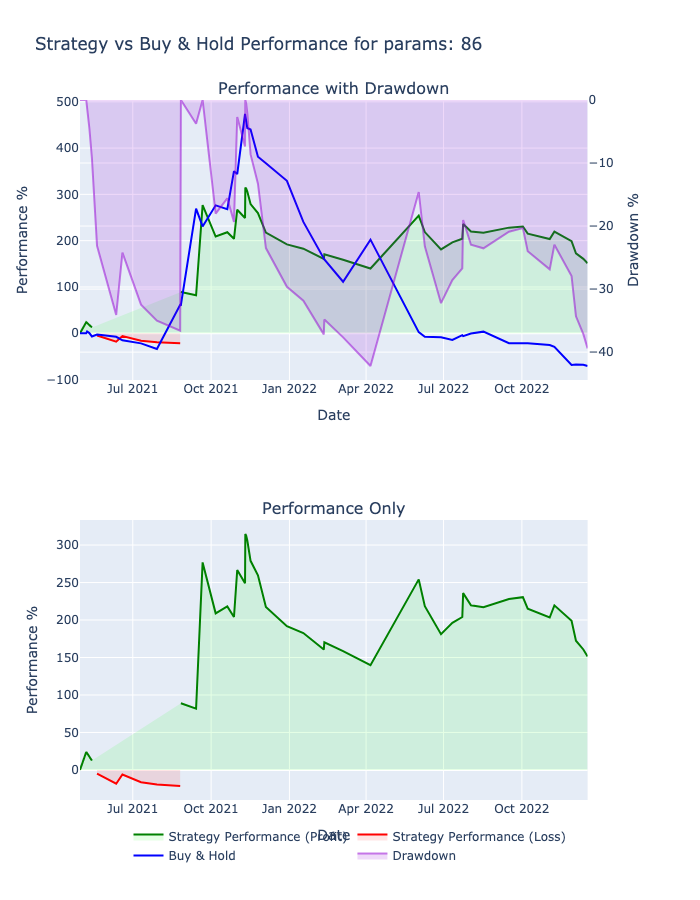 Strategy vs Buy & Hold Performance for params: 86
Performance with Drawdown
500
400
300
200
100
0
−100
0
−10
−20
−30
−40
Performance %
Drawdown %
Jul 2021
Oct 2021
Jan 2022
Apr 2022
Jul 2022
Oct 2022
Date
Performance Only
300
250
200
150
100
50
0
Performance %
Jul 2021
Oct 2021
Jan 2022
Apr 2022
Jul 2022
Oct 2022
Date
Strategy Performance (Profit)
Strategy Performance (Loss)
Buy & Hold
Drawdown